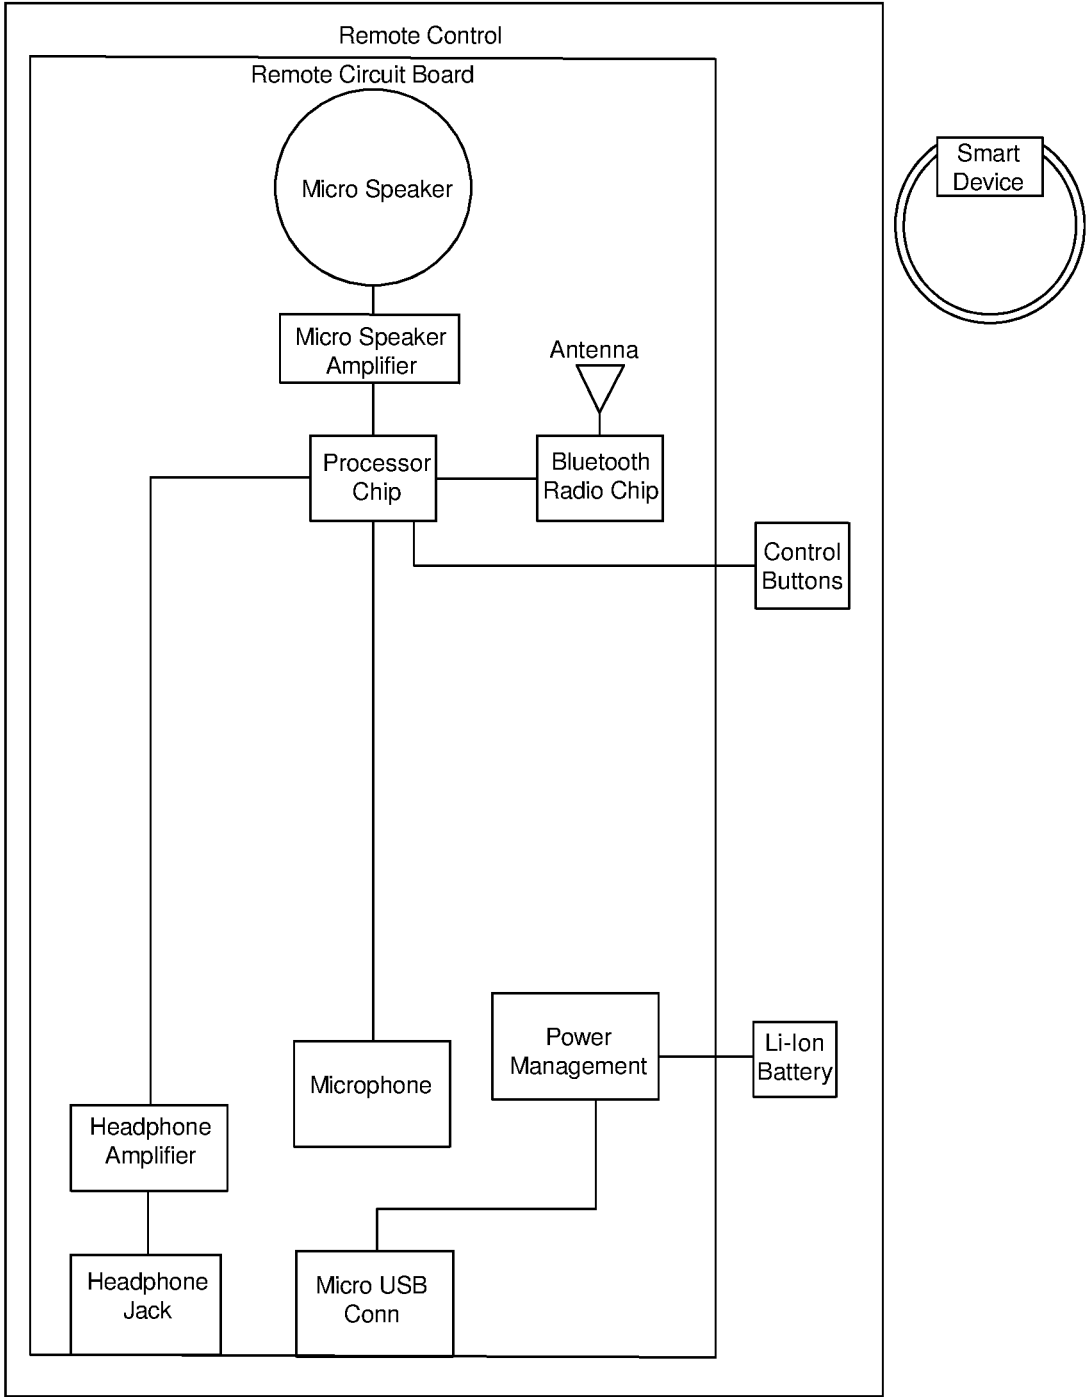 Remote Control
Remote Circuit Board
Micro Speaker
Smart
Device
Micro Speaker
Amplifier
Antenna
Processor
Chip
Bluetooth
Radio Chip
Control
Buttons
Power
Management
Li-Ion
Battery
Microphone
Headphone
Amplifier
Headphone
Jack
Micro USB
Conn